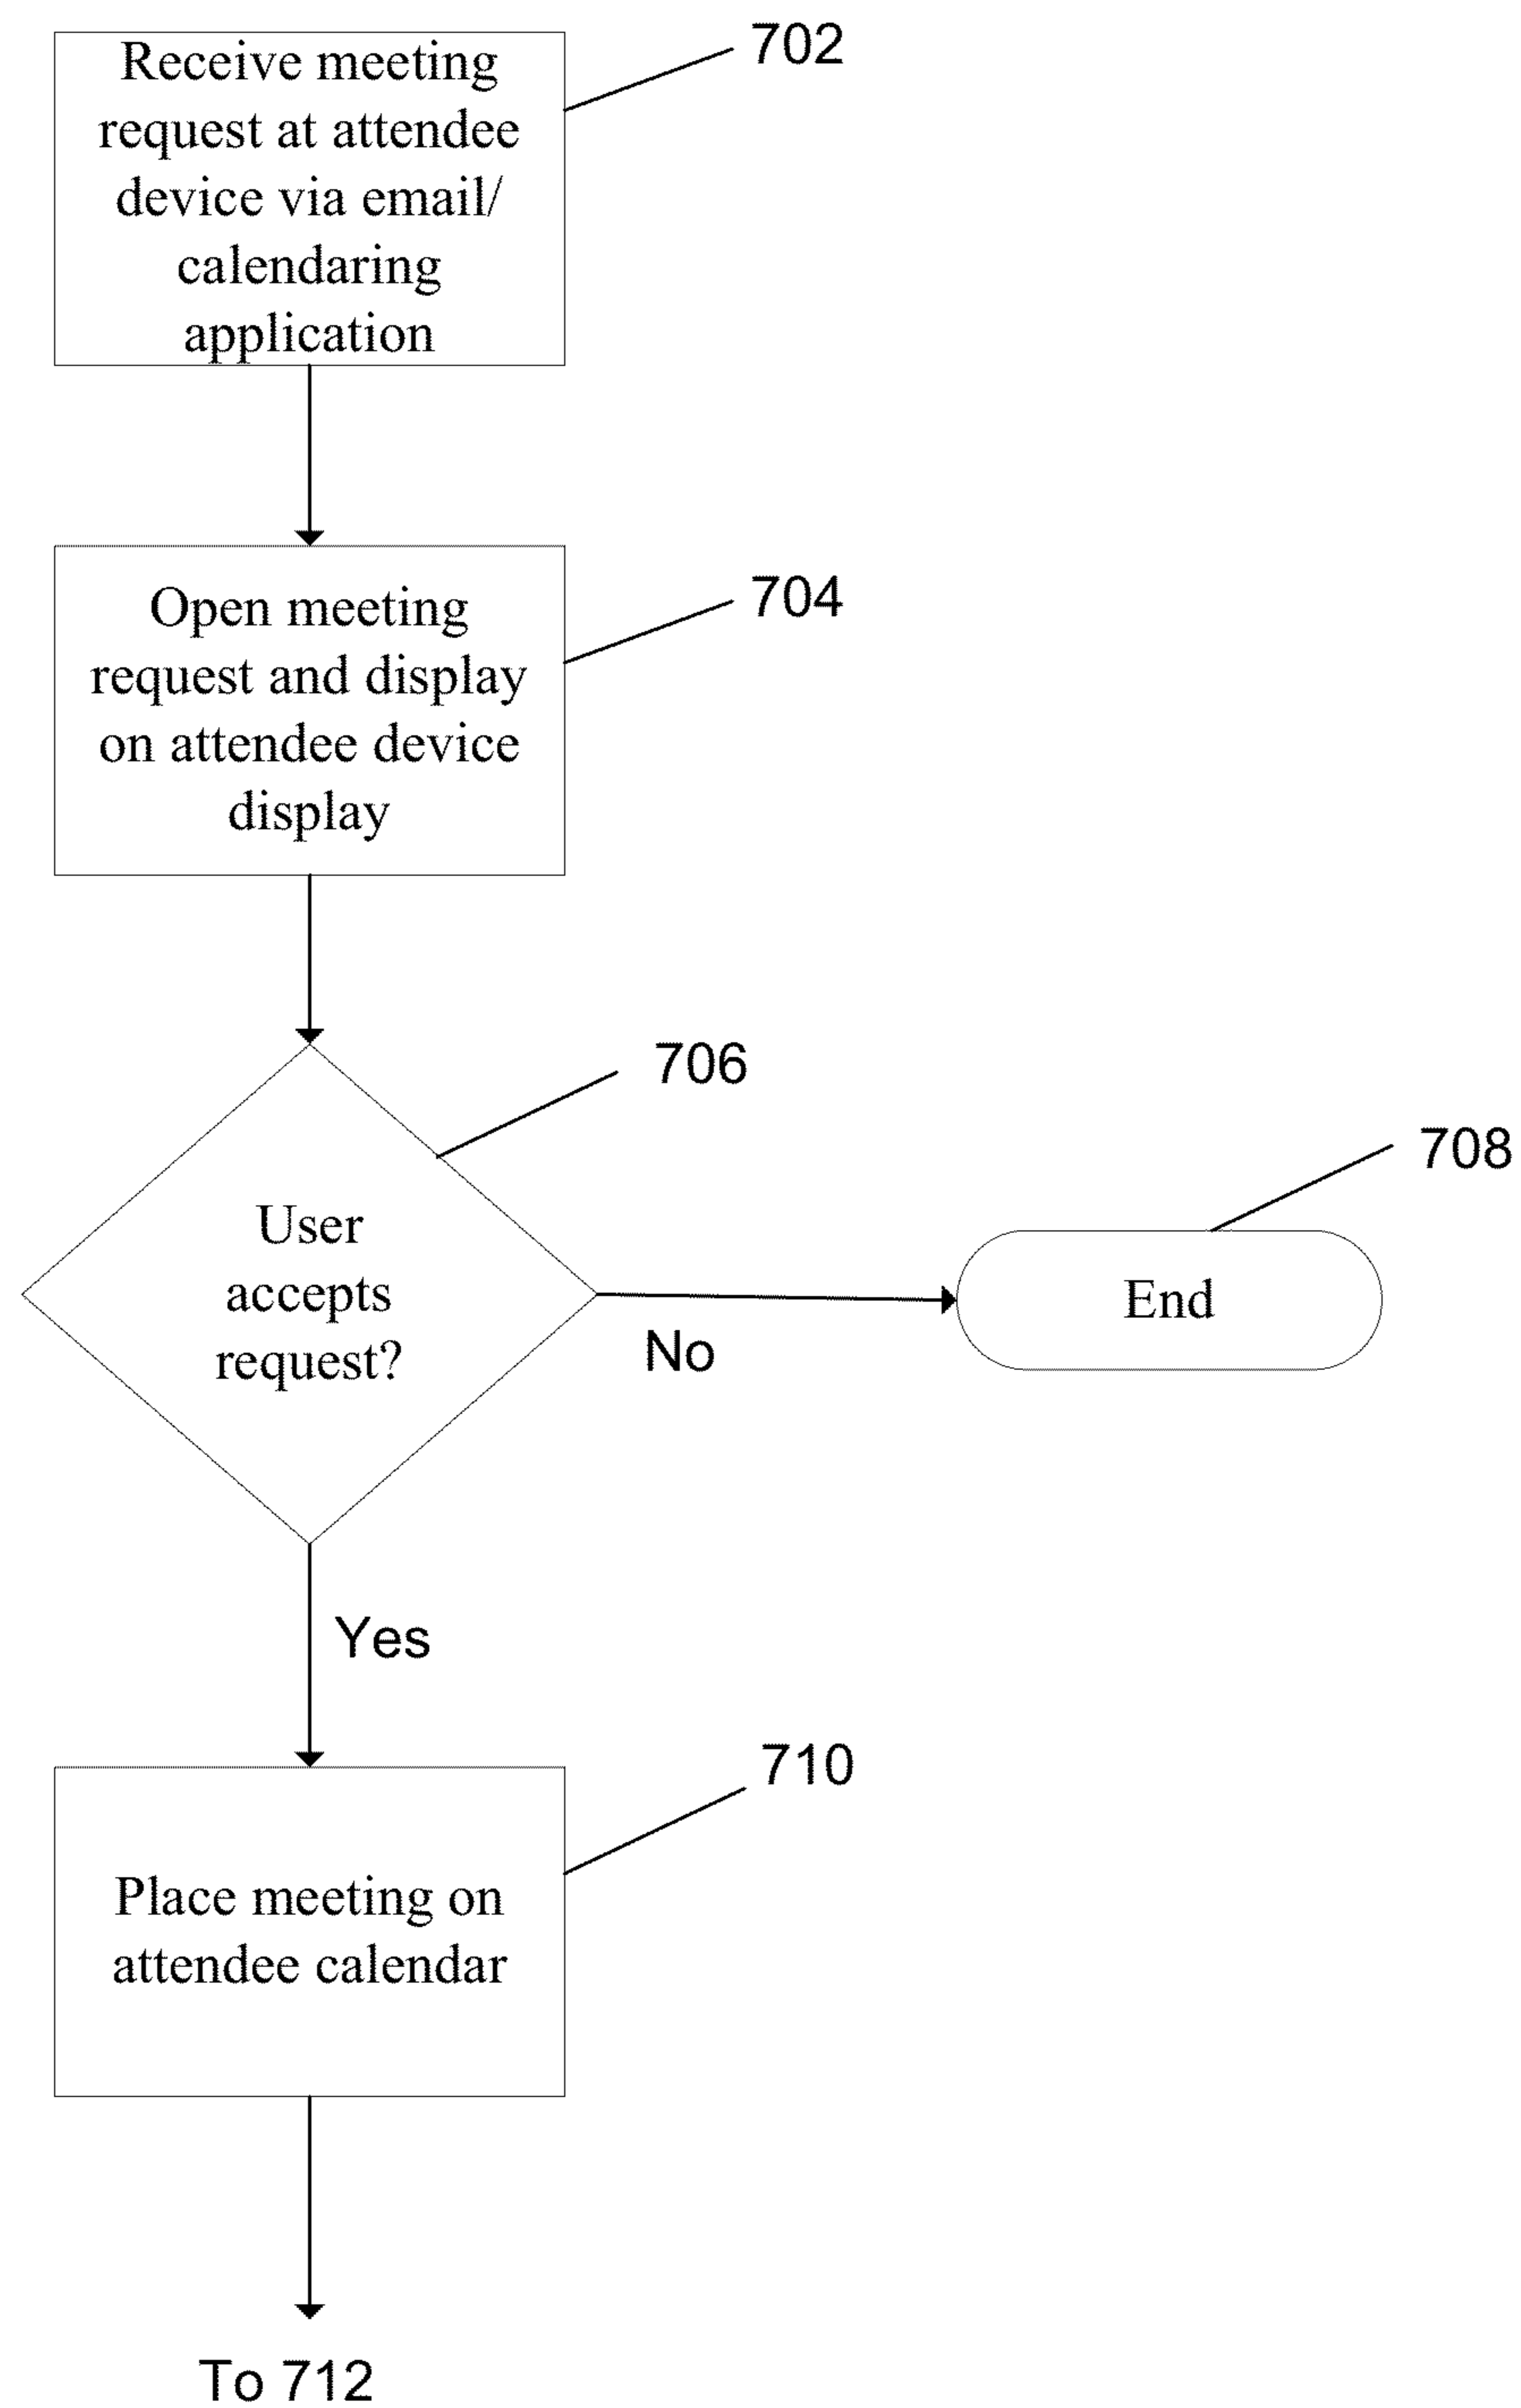 Receive meeting
request at attendee
device via email/
calendaring
application
702
Open meeting
request and display
on attendee device
display
704
706
User
accepts
request?
No
708
End
Yes
710
Place meeting on
attendee calendar
To 712